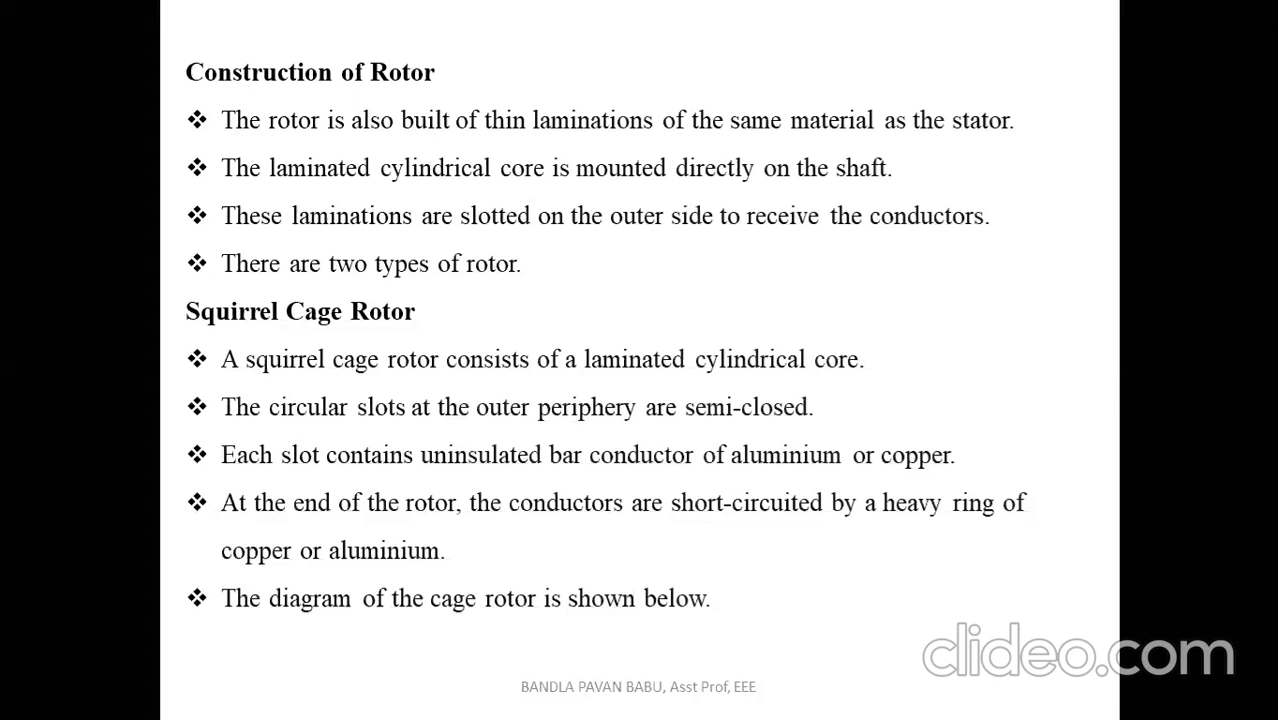 Construction of Rotor
❖ The rotor is also built of thin laminations of the same material as the stator.
❖ The laminated cylindrical core is mounted directly on the shaft.
❖ These laminations are slotted on the outer side to receive the conductors.
❖ There are two types of rotor.
Squirrel Cage Rotor
❖ A squirrel cage rotor consists of a laminated cylindrical core.
❖ The circular slots at the outer periphery are semi-closed.
❖ Each slot contains uninsulated bar conductor of aluminium or copper.
❖ At the end of the rotor, the conductors are short-circuited by a heavy ring of
copper or aluminium.
❖ The diagram of the cage rotor is shown below.
clideo.com
BANDLA PAVAN BABU, Asst Prof, EEE